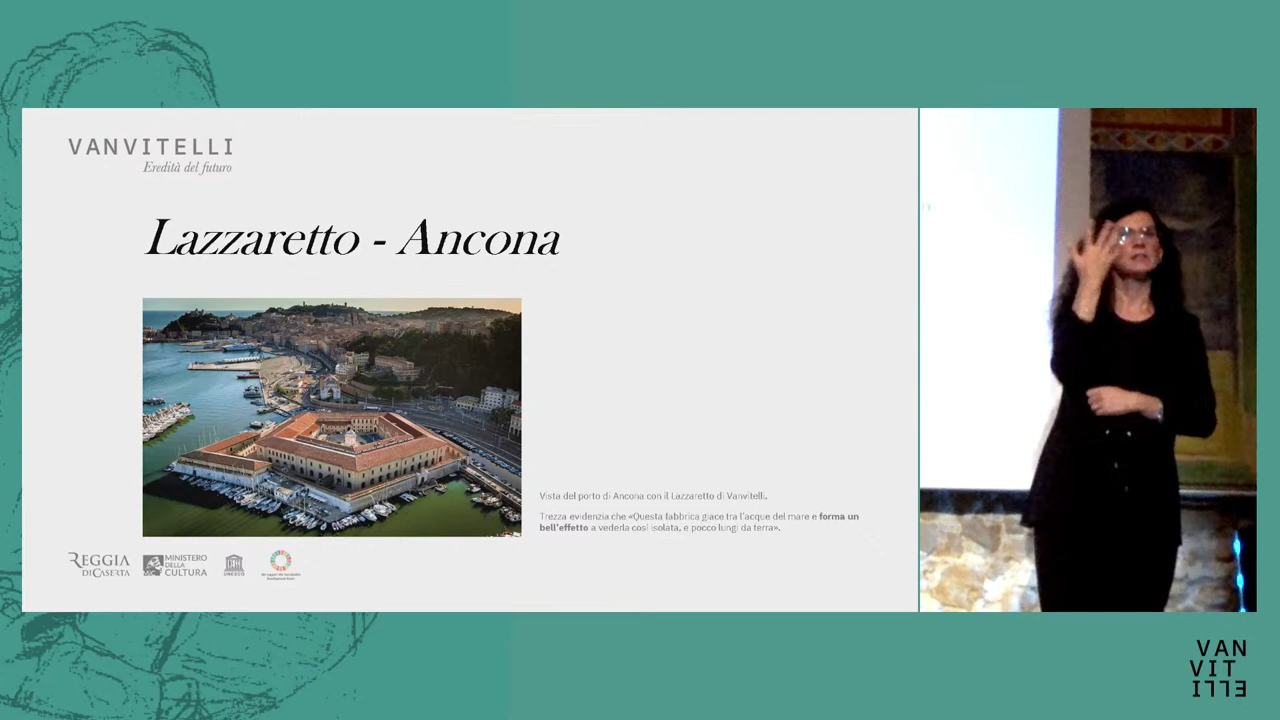 VANVITELLI
Eredità del futuro
Lazzaretto - Ancona
Vista del porto di Ancona con il Lazzaretto di Vanvitelli.
Trezza evidenzia che «Questa fabbrica giace tra l'acque del mare e forma un
bell'effetto a vederla così isolata, e pocco lungi da terra».
REGGIA
DI CASERTA
MINISTERO
DELLA
CULTURA
UNESCO
VAN
VIT
ELLI